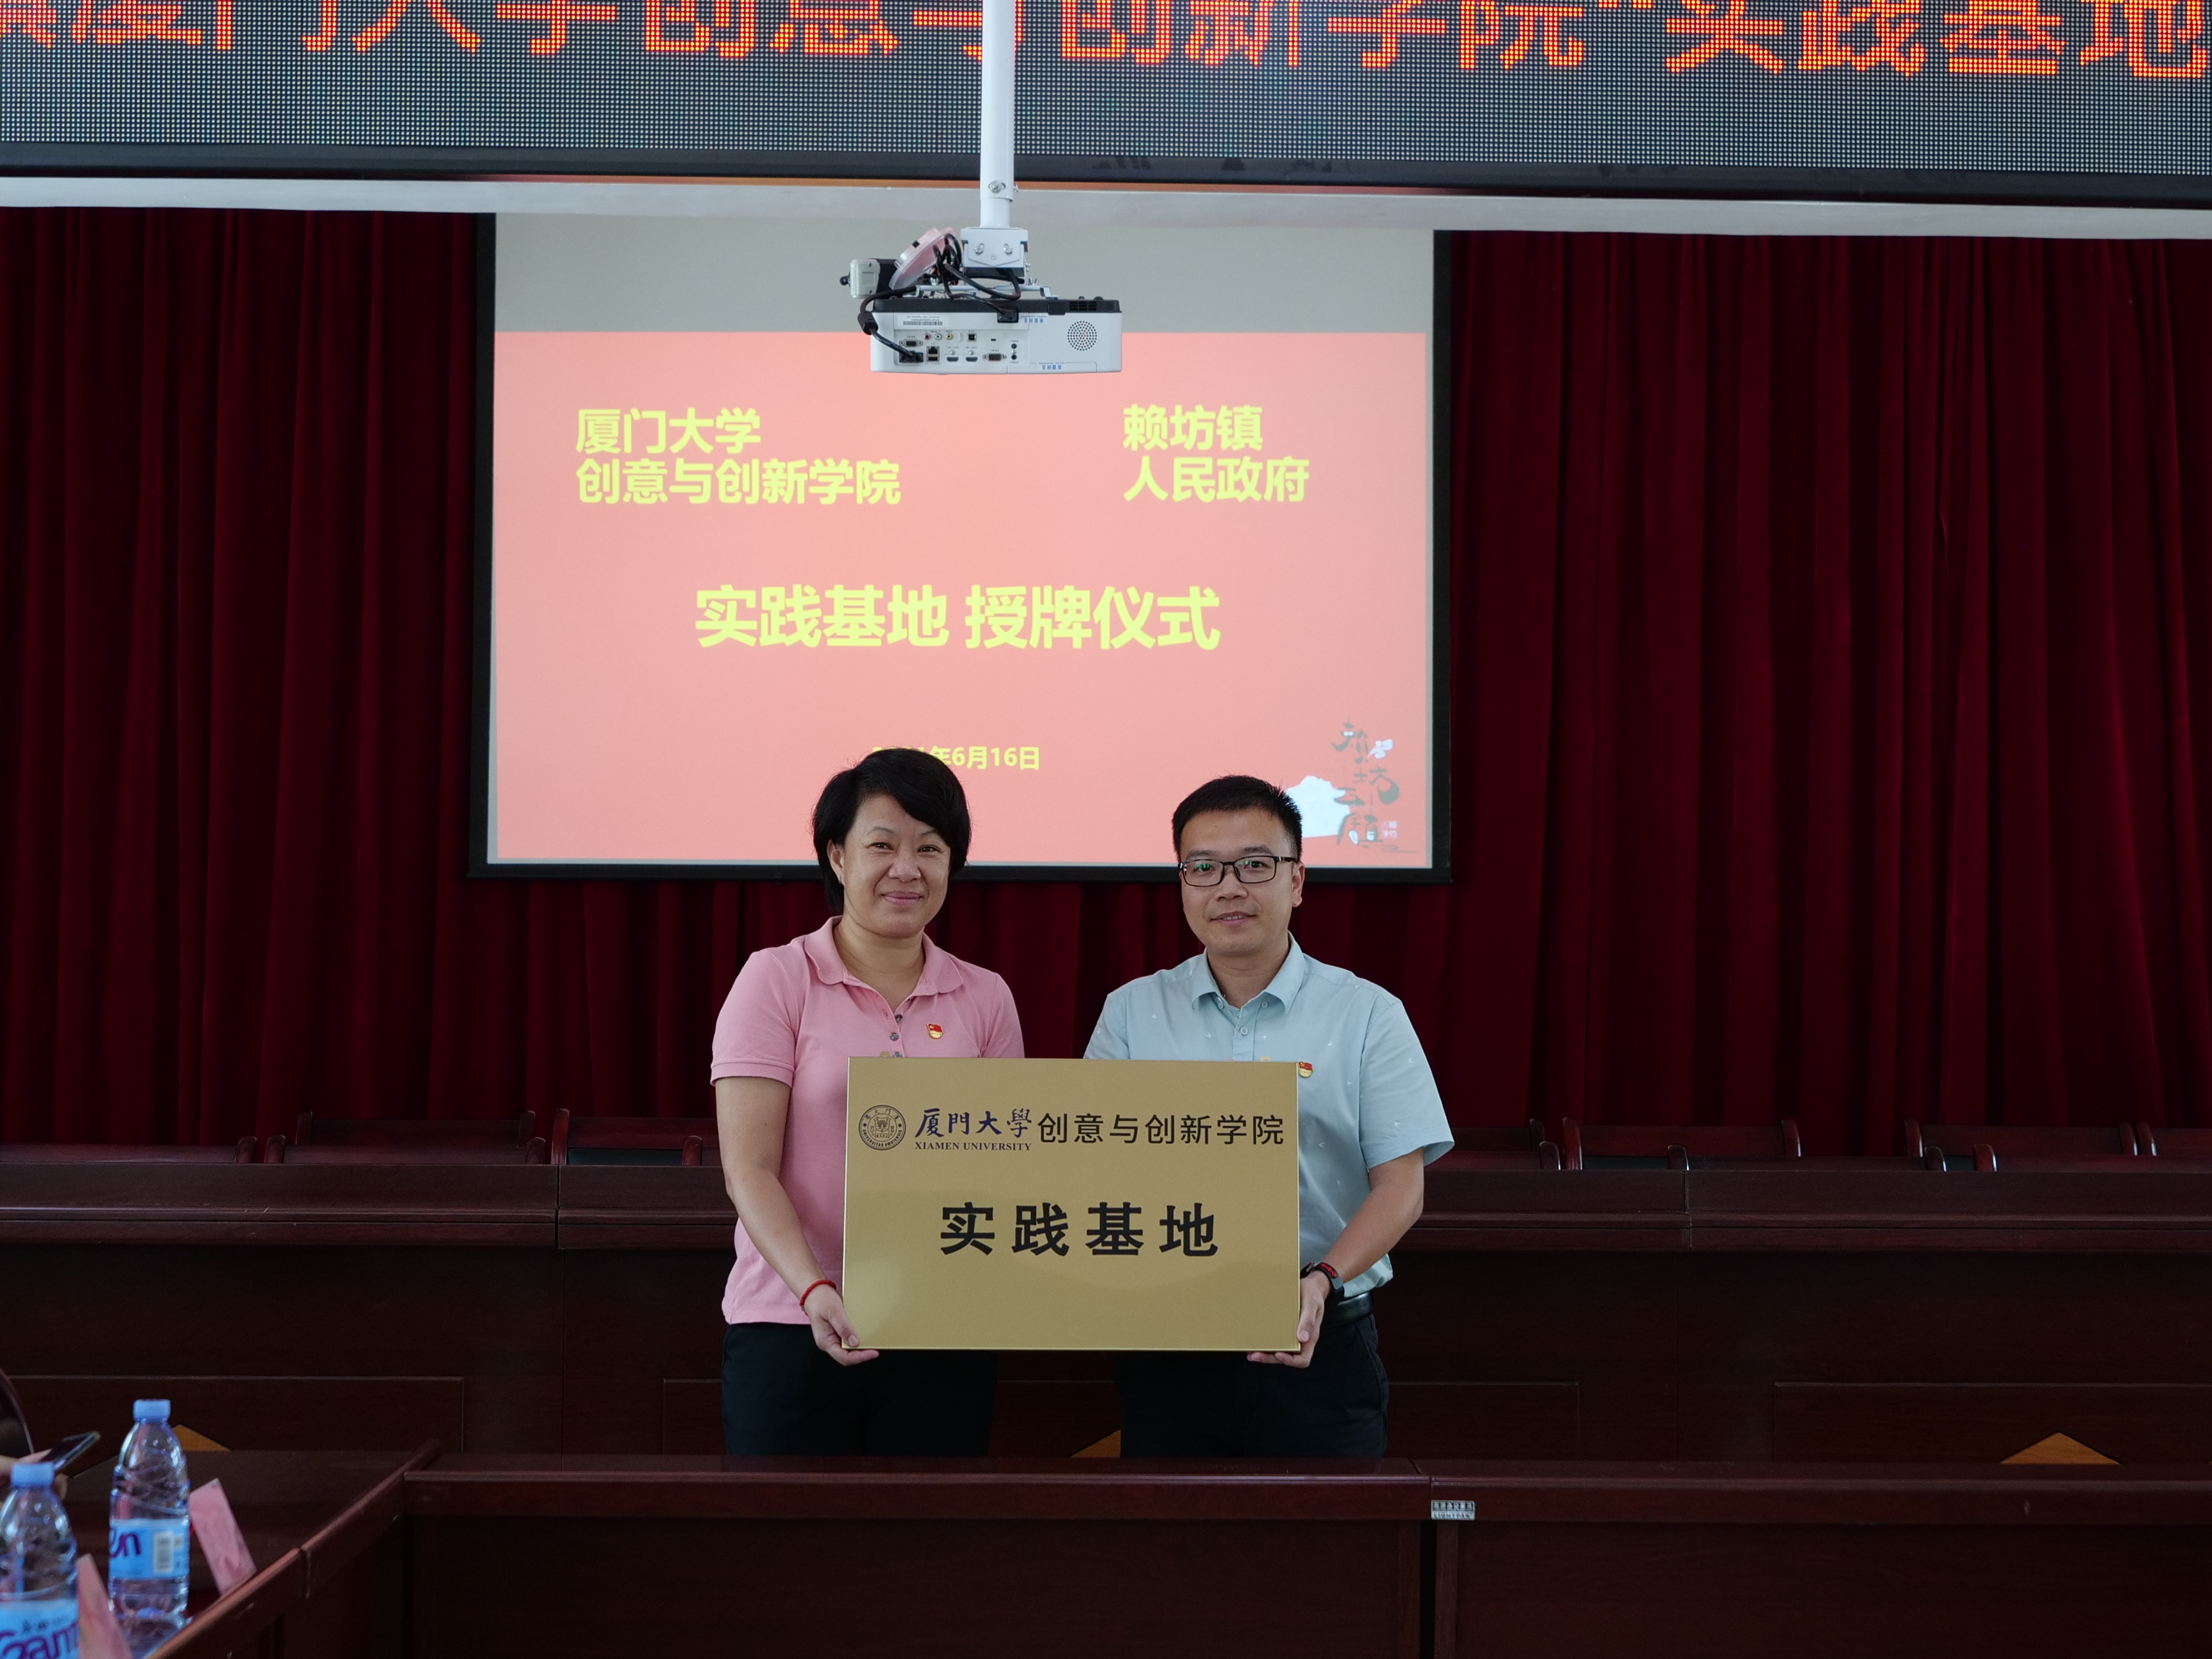 厦门大学创意与创新学院"实践基地
厦门大学
创意与创新学院
赖坊镇
人民政府
实践基地 授牌仪式
年6月16日
厦門大學 创意与创新学院
XIAMEN UNIVERSITY
实践基地